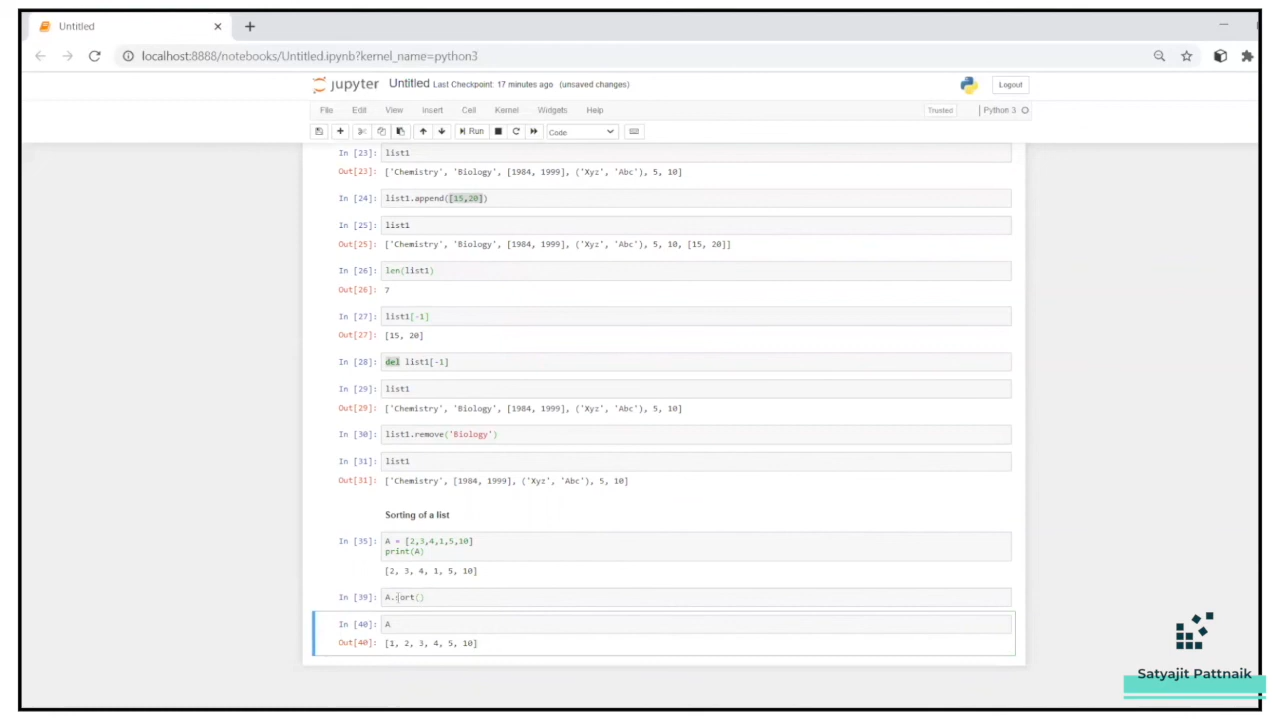 Untitled
localhost:8888/notebooks/Untitled.ipynb?kernel_name=python3
jupyter Untitled Last Checkpoint: 17 minutes ago (unsaved changes)
Logout
File Edit View Insert Cell Kernel Widgets Help
Trusted Python 3
Run Code
In [23]: list1
Out[23]: ['Chemistry', 'Biology', [1984, 1999], ('Xyz', 'Abc'), 5, 10]
In [24]: list1.append([15,20])
In [25]: list1
Out[25]: ['Chemistry', 'Biology', [1984, 1999], ('Xyz', 'Abc'), 5, 10, [15, 20]]
In [26]: len(list1)
Out[26]: 7
In [27]: list1[-1]
Out[27]: [15, 20]
In [28]: del list1[-1]
In [29]: list1
Out[29]: ['Chemistry', 'Biology', [1984, 1999], ('Xyz', 'Abc'), 5, 10]
In [30]: list1.remove('Biology')
In [31]: list1
Out[31]: ['Chemistry', [1984, 1999], ('Xyz', 'Abc'), 5, 10]
Sorting of a list
In [35]: A = [2,3,4,1,5,10]
print(A)
[2, 3, 4, 1, 5, 10]
In [39]: A.sort()
In [40]: A
Out[40]: [1, 2, 3, 4, 5, 10]
Satyajit Pattnaik